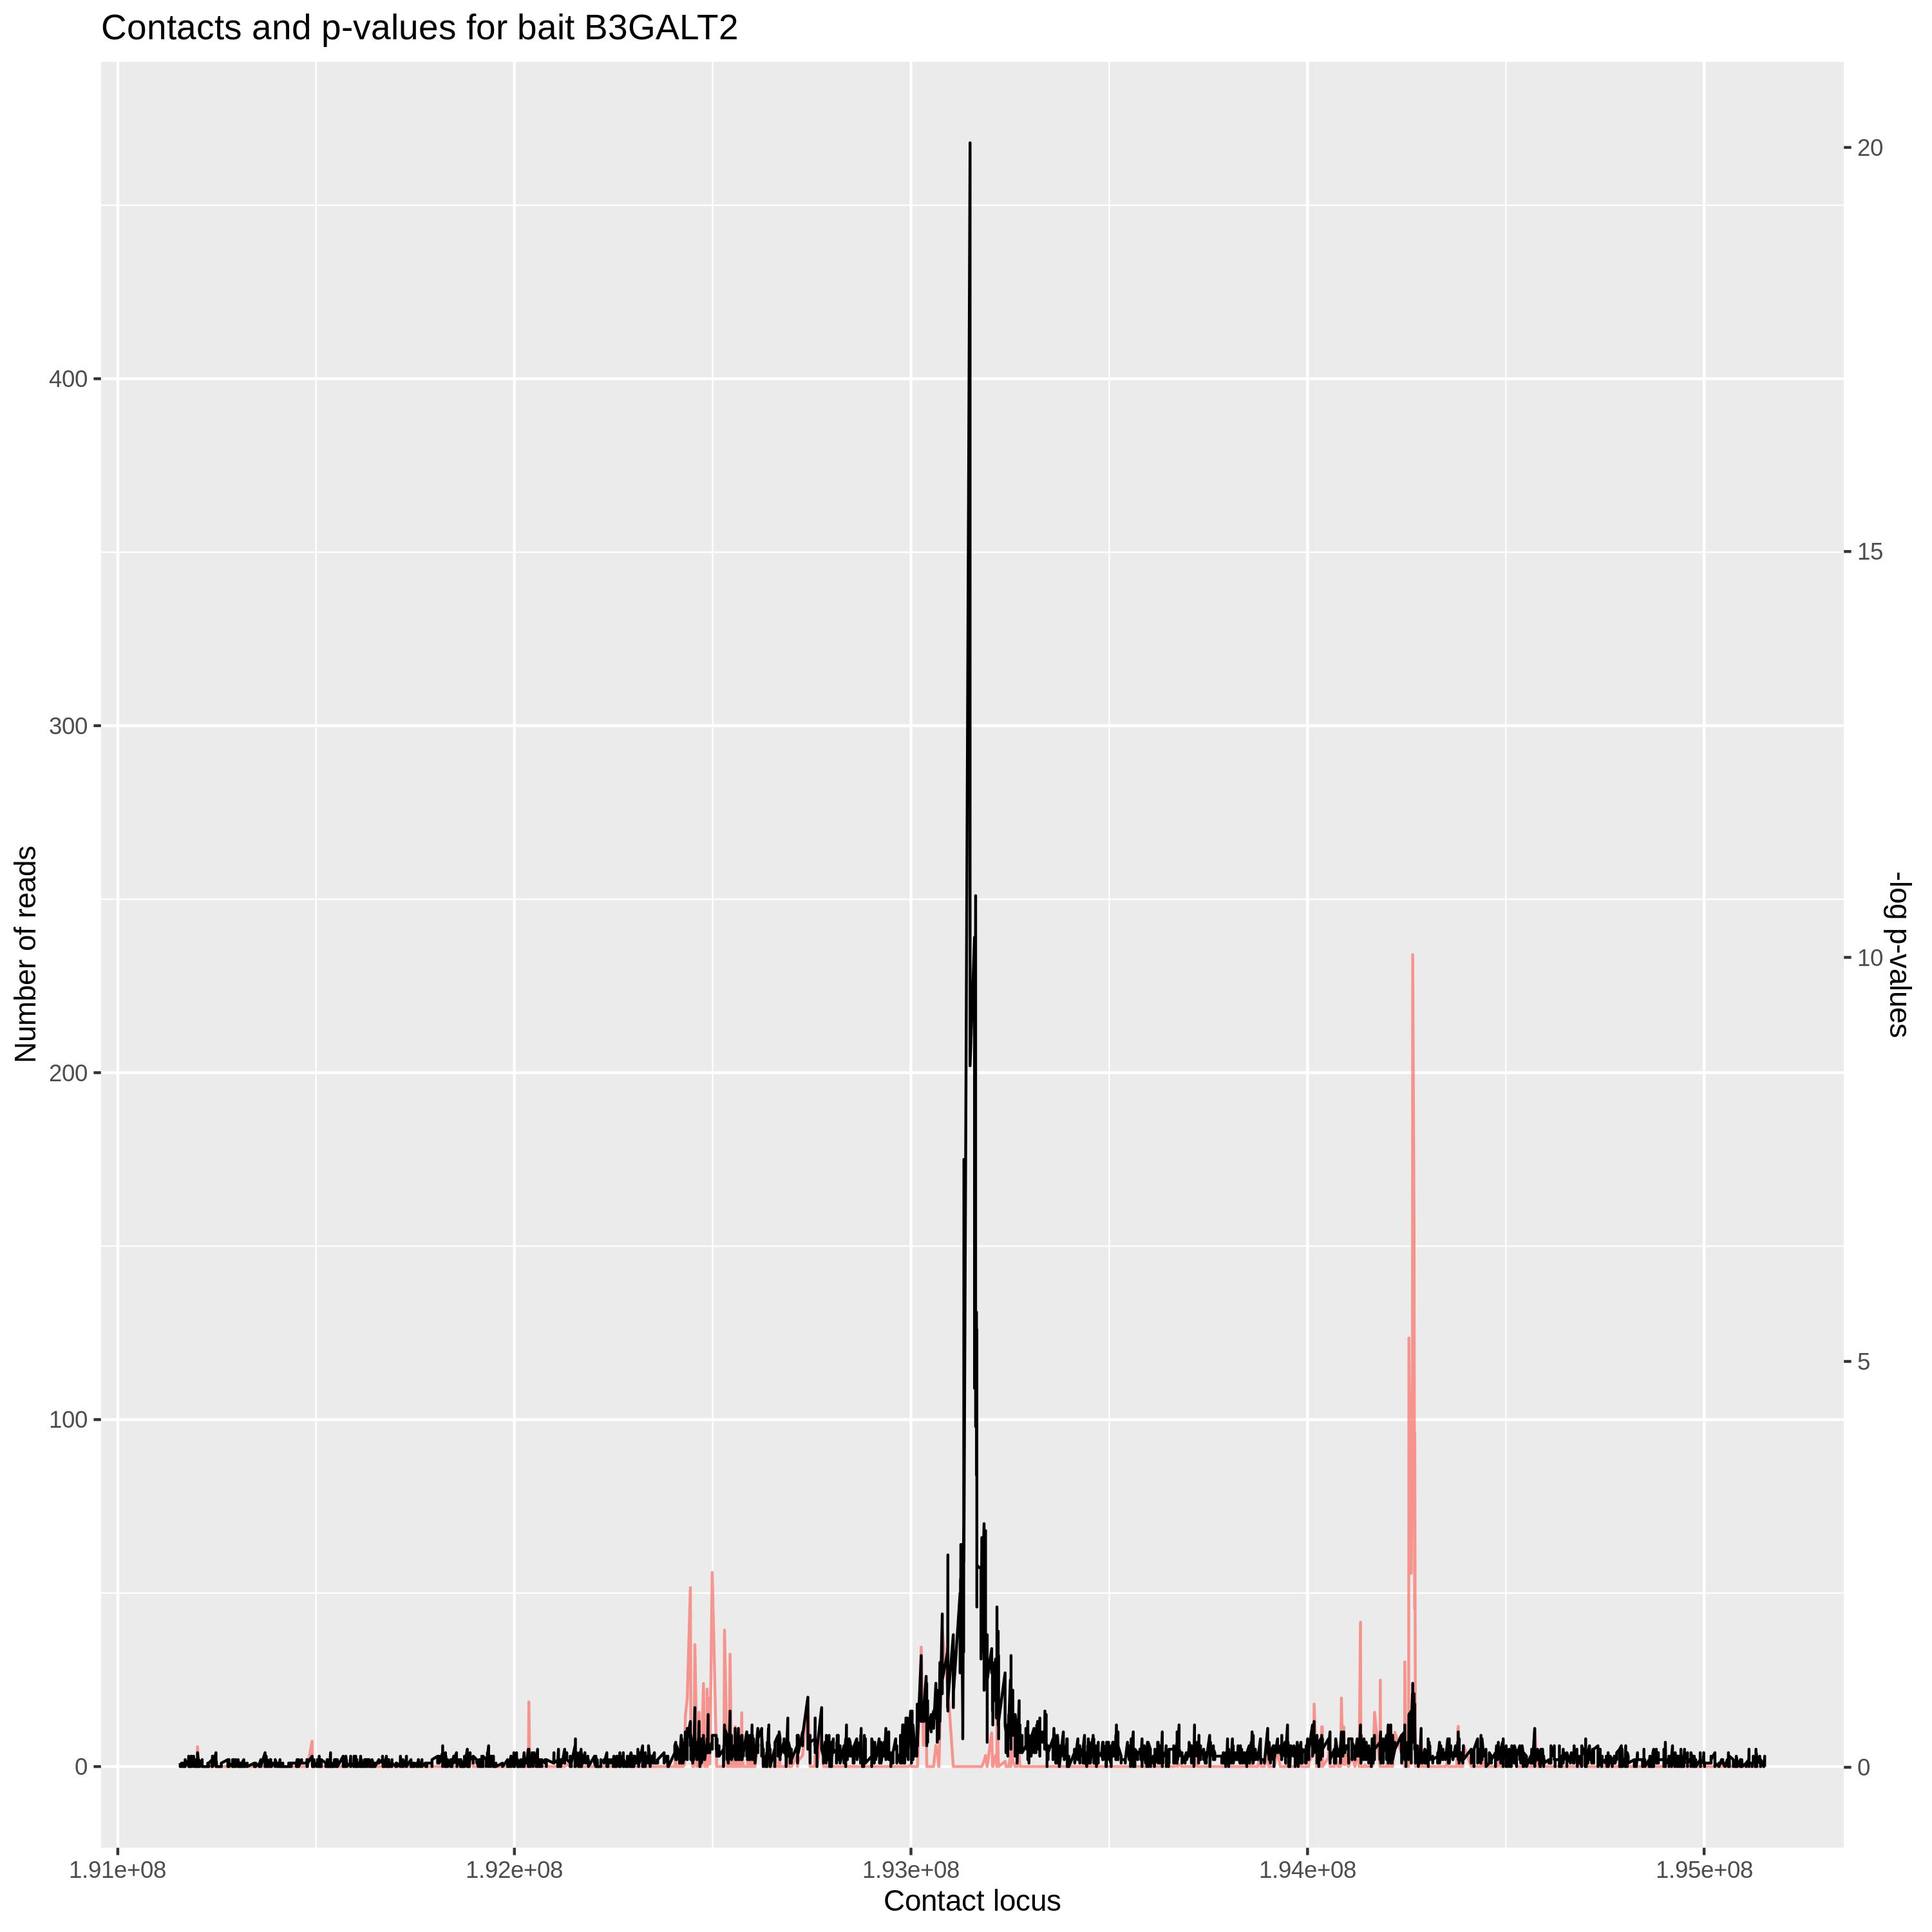 Contacts and p-values for bait B3GALT2
Number of reads
400
300
200
100
0
20
15
10
5
0
-log p-values
1.91e+08
1.92e+08
1.93e+08
1.94e+08
1.95e+08
Contact locus